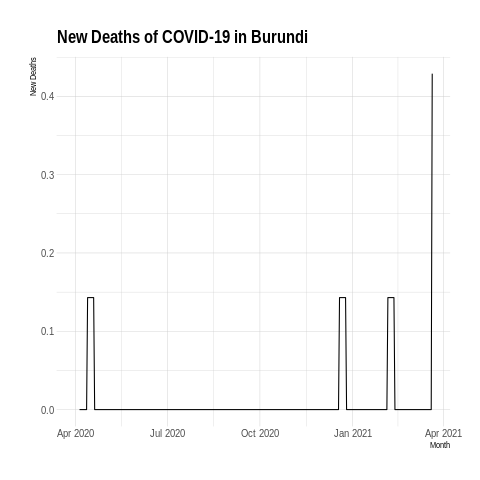 New Deaths of COVID-19 in Burundi
New Deaths
0.4
0.3
0.2
0.1
0.0
Apr 2020 Jul 2020 Oct 2020 Jan 2021 Apr 2021
Month